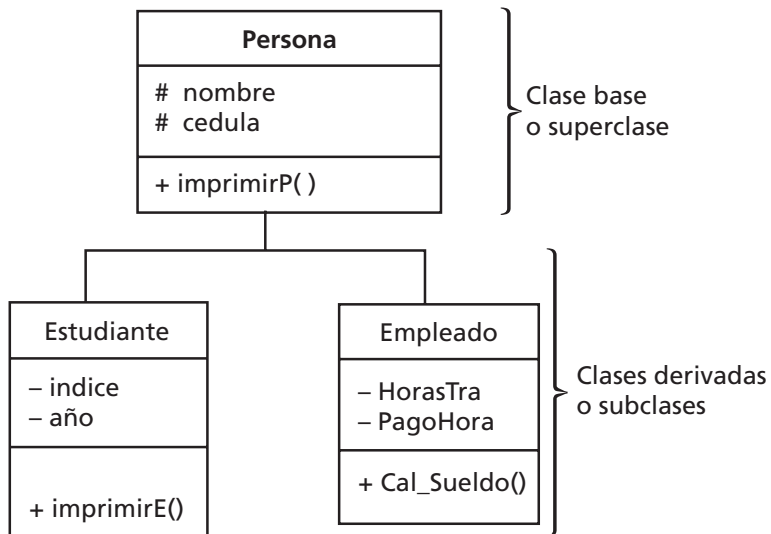 Persona
# nombre
# cedula
+ imprimirP( )
Clase base
o superclase
Estudiante
– indice
– año
+ imprimirE()
Empleado
– HorasTra
– PagoHora
+ Cal_Sueldo()
Clases derivadas
o subclases